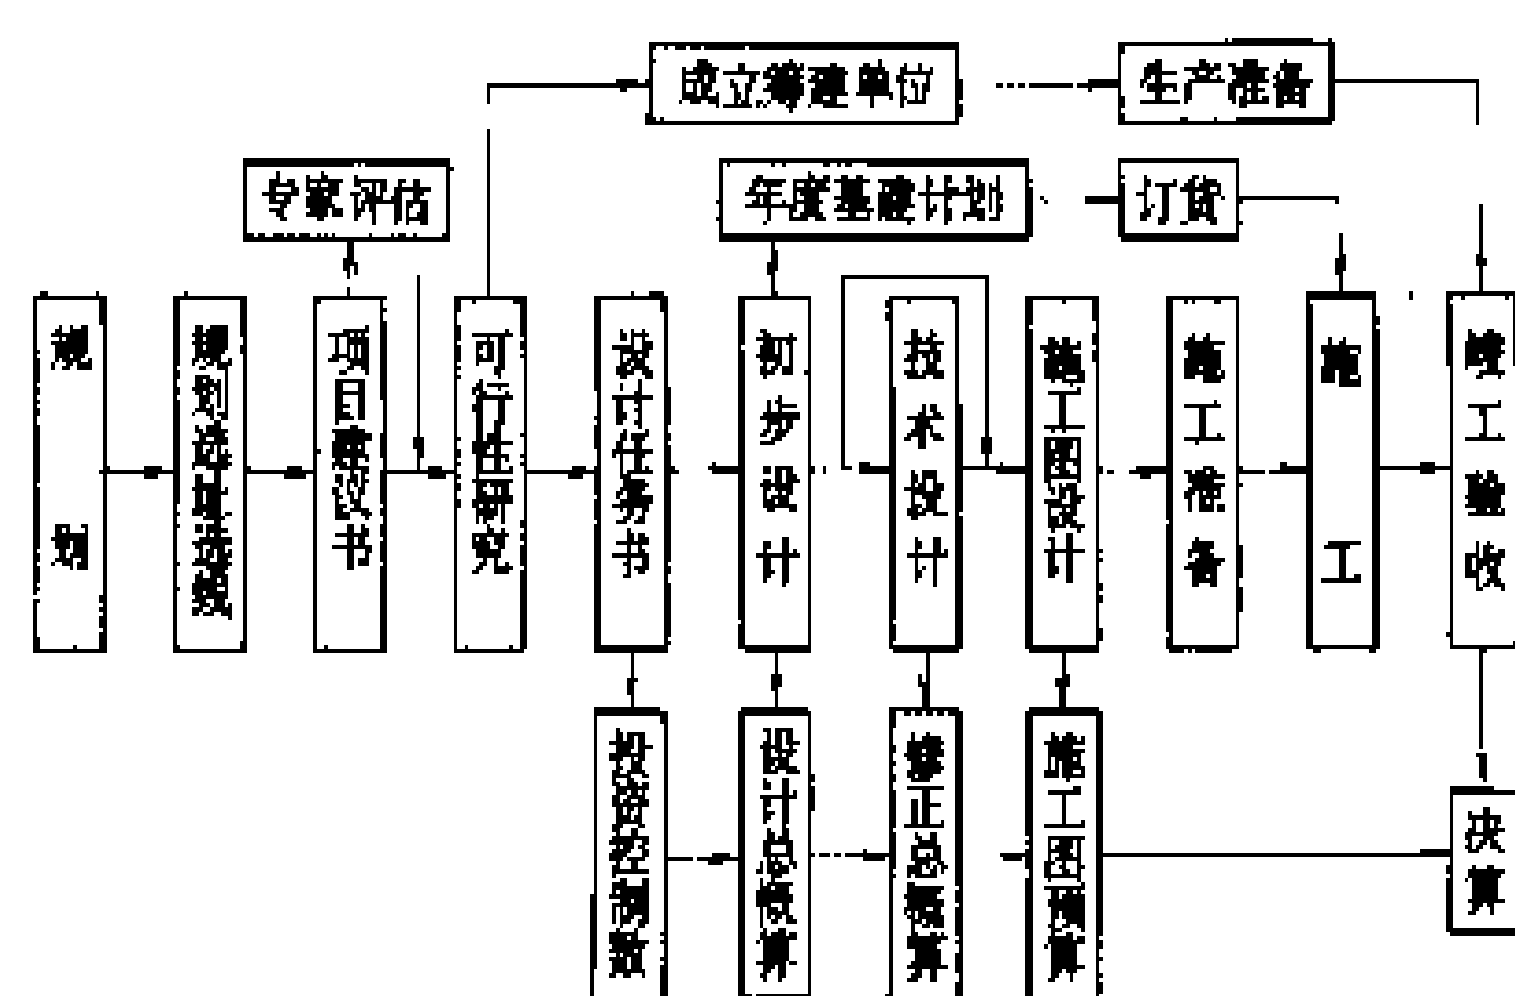 成立筹建单位
生产准备
专家评估
年度基建计划
订货
规划
规划选厂选线
项目建议书
可行性研究
设计任务书
初步设计
技术设计
施工图设计
施工准备
施工
竣工验收
投资控制数
设计总概算
修正总概算
施工图预算
决算